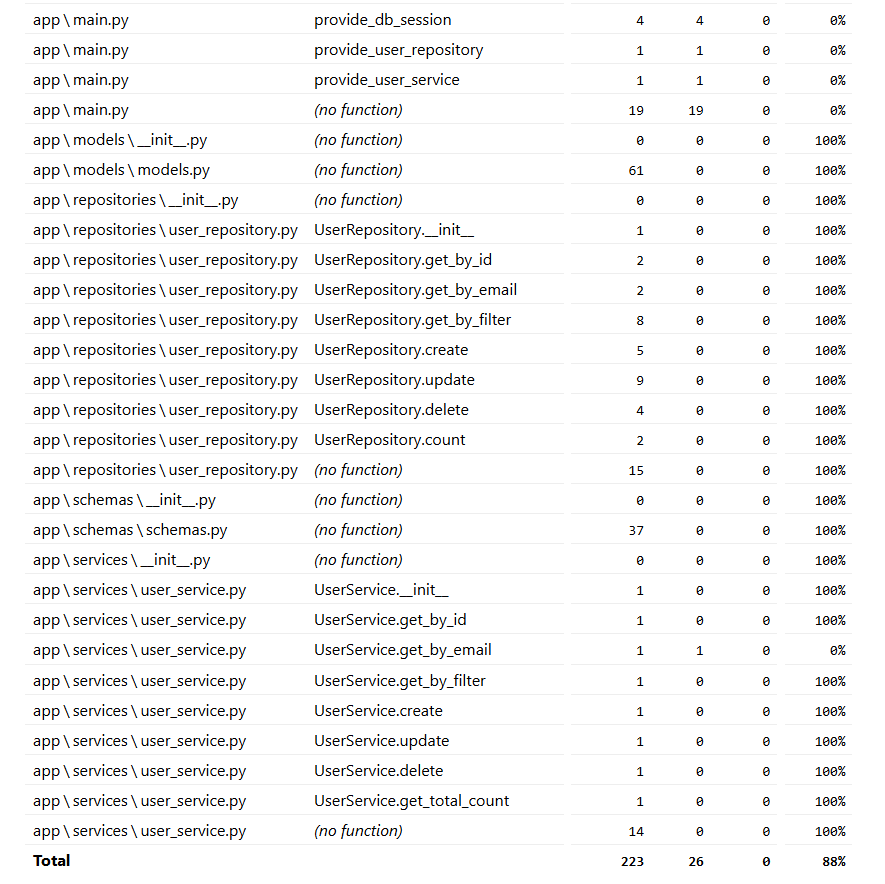 app \ main.py provide_db_session 4 4 0 0%
app \ main.py provide_user_repository 1 1 0 0%
app \ main.py provide_user_service 1 1 0 0%
app \ main.py (no function) 19 19 0 0%
app \ models \ __init__.py (no function) 0 0 0 100%
app \ models \ models.py (no function) 61 0 0 100%
app \ repositories \ __init__.py (no function) 0 0 0 100%
app \ repositories \ user_repository.py UserRepository.__init__ 1 0 0 100%
app \ repositories \ user_repository.py UserRepository.get_by_id 2 0 0 100%
app \ repositories \ user_repository.py UserRepository.get_by_email 2 0 0 100%
app \ repositories \ user_repository.py UserRepository.get_by_filter 8 0 0 100%
app \ repositories \ user_repository.py UserRepository.create 5 0 0 100%
app \ repositories \ user_repository.py UserRepository.update 9 0 0 100%
app \ repositories \ user_repository.py UserRepository.delete 4 0 0 100%
app \ repositories \ user_repository.py UserRepository.count 2 0 0 100%
app \ repositories \ user_repository.py (no function) 15 0 0 100%
app \ schemas \ __init__.py (no function) 0 0 0 100%
app \ schemas \ schemas.py (no function) 37 0 0 100%
app \ services \ __init__.py (no function) 0 0 0 100%
app \ services \ user_service.py UserService.__init__ 1 0 0 100%
app \ services \ user_service.py UserService.get_by_id 1 0 0 100%
app \ services \ user_service.py UserService.get_by_email 1 1 0 0%
app \ services \ user_service.py UserService.get_by_filter 1 0 0 100%
app \ services \ user_service.py UserService.create 1 0 0 100%
app \ services \ user_service.py UserService.update 1 0 0 100%
app \ services \ user_service.py UserService.delete 1 0 0 100%
app \ services \ user_service.py UserService.get_total_count 1 0 0 100%
app \ services \ user_service.py (no function) 14 0 0 100%
Total 223 26 0 88%